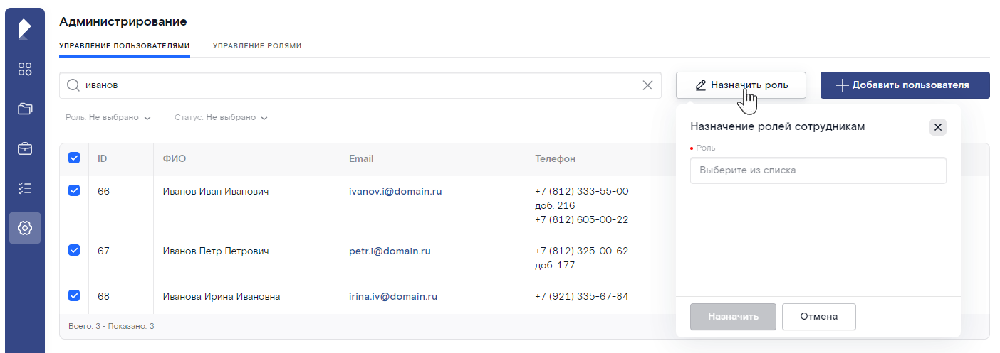 Администрирование
УПРАВЛЕНИЕ ПОЛЬЗОВАТЕЛЯМИ УПРАВЛЕНИЕ РОЛЯМИ
иванов Назначить роль Добавить пользователя
Роль: Не выбрано Статус: Не выбрано
Назначение ролей сотрудникам
Роль
Выберите из списка
Назначить Отмена
ID ФИО Email Телефон
66 Иванов Иван Иванович ivanov.i@domain.ru +7 (812) 333-55-00
доб. 216
+7 (812) 605-00-22
67 Иванов Петр Петрович petr.i@domain.ru +7 (812) 325-00-62
доб. 177
68 Иванова Ирина Ивановна irina.iv@domain.ru +7 (921) 335-67-84
Всего: 3 • Показано: 3